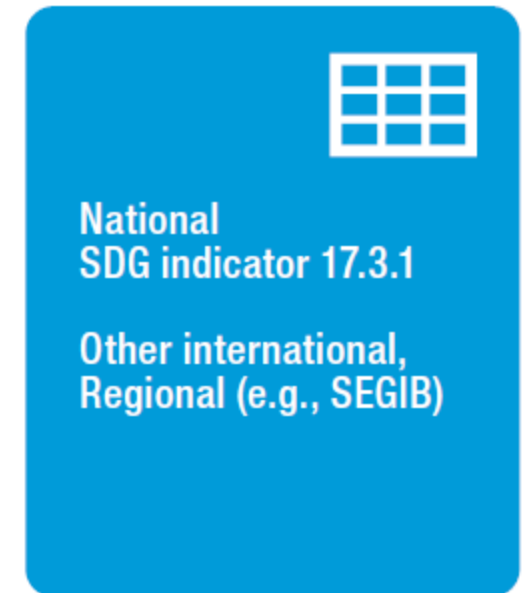 National
SDG indicator 17.3.1
Other international,
Regional (e.g., SEGIB)